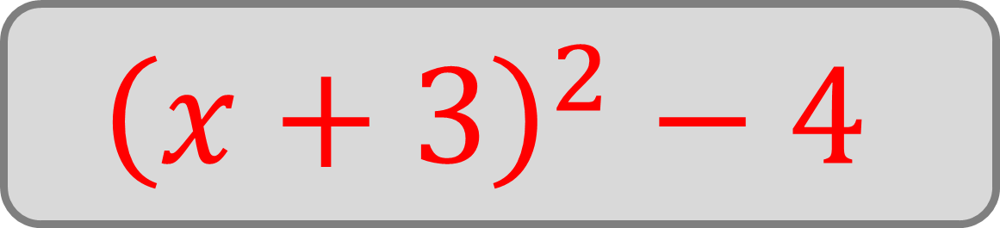 (x + 3)² − 4